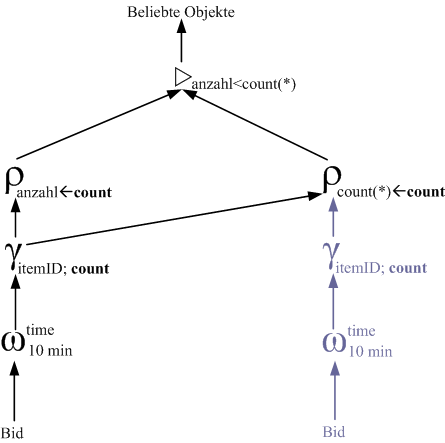 Beliebte Objekte
▷anzahl<count(*)
ρanzahl←count
ρcount(*)←count
γitemID; count
γitemID; count
ωtime
10 min
ωtime
10 min
Bid
Bid